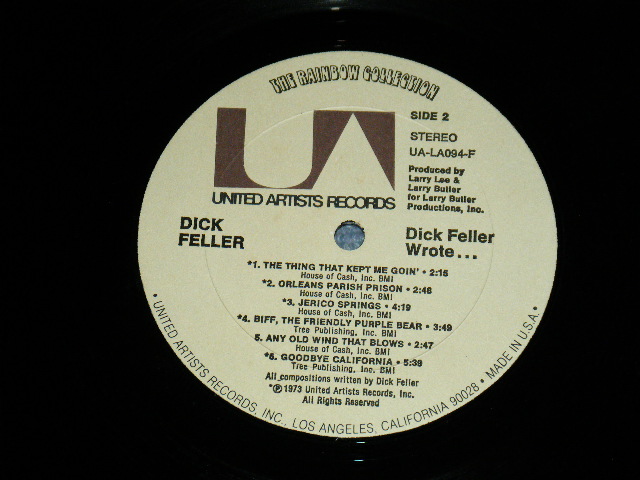 THE RAINBOW COLLECTION
UA
SIDE 2
STEREO
UA-LA094-F
Produced by
Larry Lee &
Larry Butler
for Larry Butler
Productions, Inc.
UNITED ARTISTS RECORDS
DICK
FELLER
Dick Feller
Wrote...
*1. THE THING THAT KEPT ME GOIN' • 2:15
House of Cash, Inc. BMI
*2. ORLEANS PARISH PRISON • 2:46
House of Cash, Inc. BMI
*3. JERICO SPRINGS • 4:19
House of Cash, Inc. BMI
*4. BIFF, THE FRIENDLY PURPLE BEAR • 3:49
Tree Publishing, Inc. BMI
5. ANY OLD WIND THAT BLOWS • 2:47
House of Cash, Inc. BMI
*6. GOODBYE CALIFORNIA • 5:39
Tree Publishing, Inc. BMI
All compositions written by Dick Feller
*℗ 1973 United Artists Records, Inc.
All Rights Reserved
• UNITED ARTISTS RECORDS, INC., LOS ANGELES, CALIFORNIA 90028 • MADE IN U.S.A. •